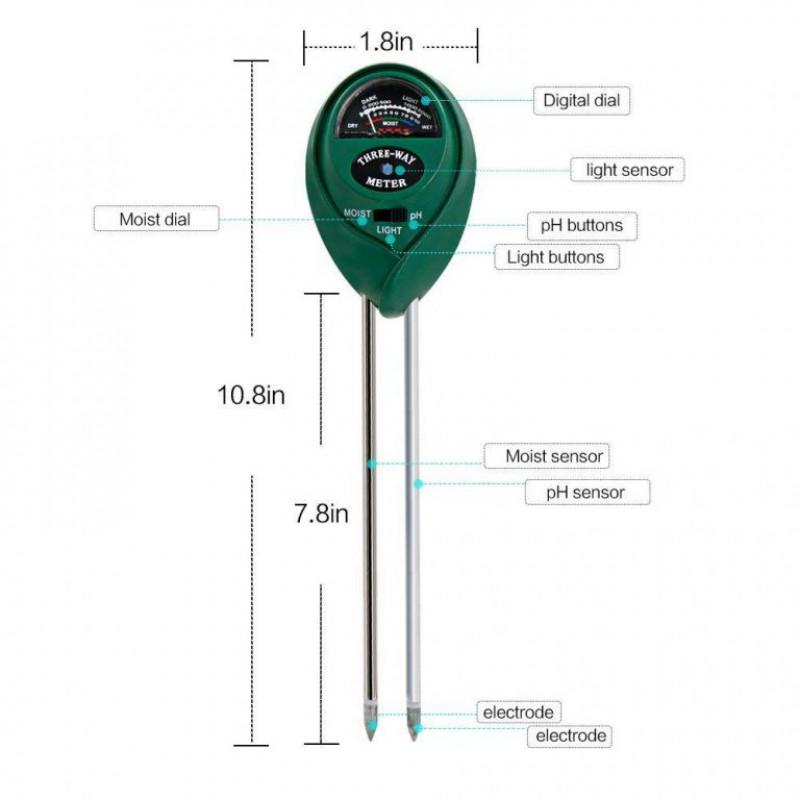 1.8in
Digital dial
DARK
LIGHT
DRY
MOIST
WET
THREE-WAY
METER
light sensor
MOIST
pH
LIGHT
Moist dial
pH buttons
Light buttons
10.8in
7.8in
Moist sensor
pH sensor
electrode
electrode